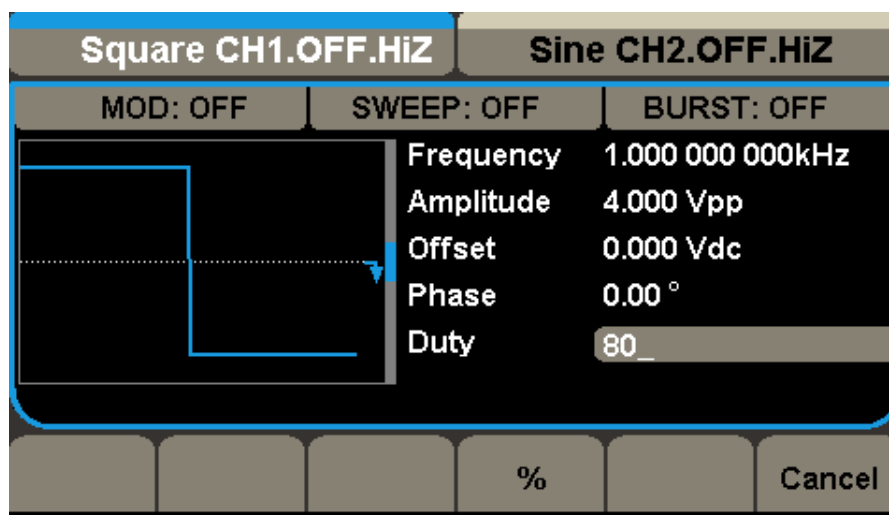 Square CH1.OFF.HiZ Sine CH2.OFF.HiZ
MOD: OFF SWEEP: OFF BURST: OFF
Frequency 1.000 000 000kHz
Amplitude 4.000 Vpp
Offset 0.000 Vdc
Phase 0.00 °
Duty 80_
% Cancel